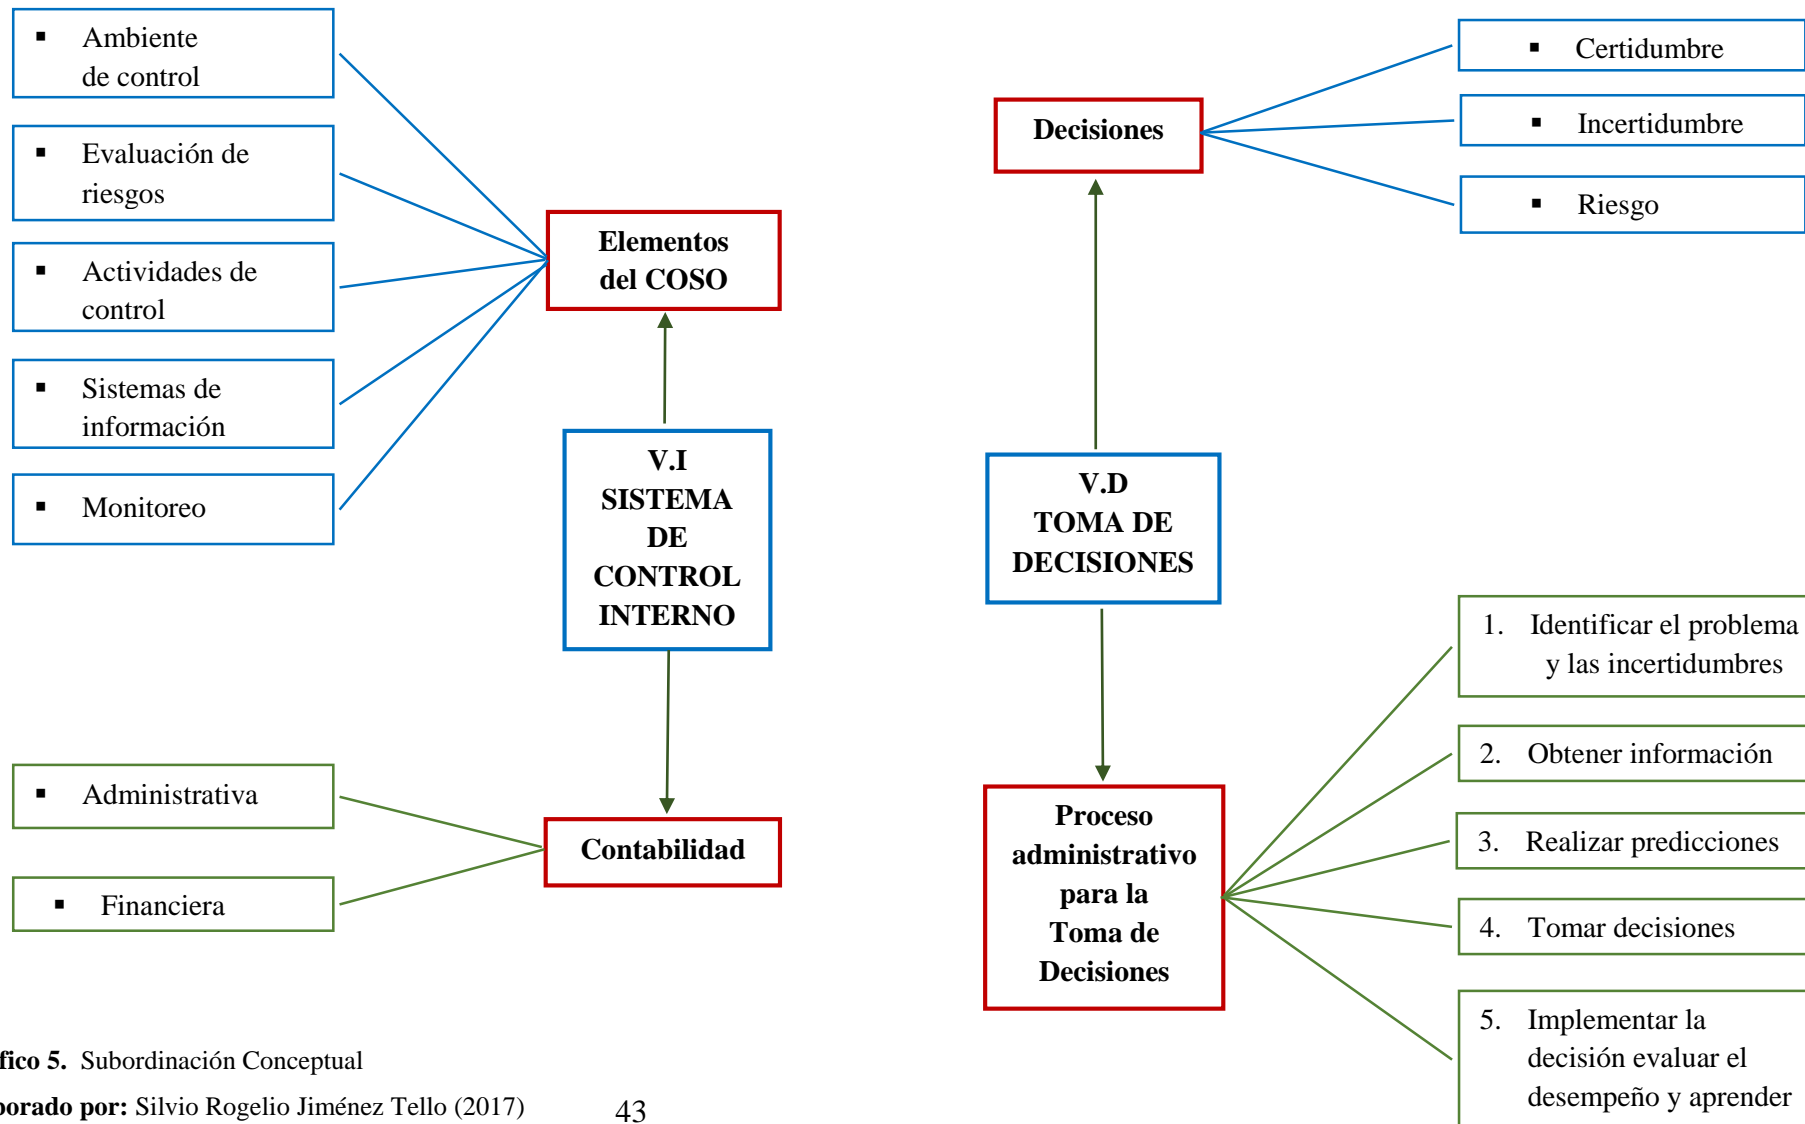 ▪ Ambiente
de control
▪ Evaluación de
riesgos
▪ Actividades de
control
▪ Sistemas de
información
▪ Monitoreo
Elementos
del COSO
V.I
SISTEMA
DE
CONTROL
INTERNO
▪ Administrativa
▪ Financiera
Contabilidad
Decisiones
▪ Certidumbre
▪ Incertidumbre
▪ Riesgo
V.D
TOMA DE
DECISIONES
Proceso
administrativo
para la
Toma de
Decisiones
1. Identificar el problema
y las incertidumbres
2. Obtener información
3. Realizar predicciones
4. Tomar decisiones
5. Implementar la
decisión evaluar el
desempeño y aprender
fico 5. Subordinación Conceptual
orado por: Silvio Rogelio Jiménez Tello (2017)
43